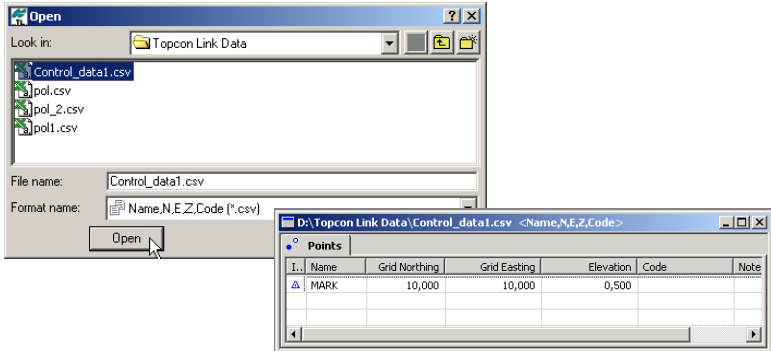 Open
Look in:
Topcon Link Data
Control_data1.csv
pol.csv
pol_2.csv
pol1.csv
File name:
Control_data1.csv
Format name:
Name,N,E,Z,Code (*.csv)
Open
D:\Topcon Link Data\Control_data1.csv <Name,N,E,Z,Code>
Points
I.. Name Grid Northing Grid Easting Elevation Code Note
MARK 10,000 10,000 0,500